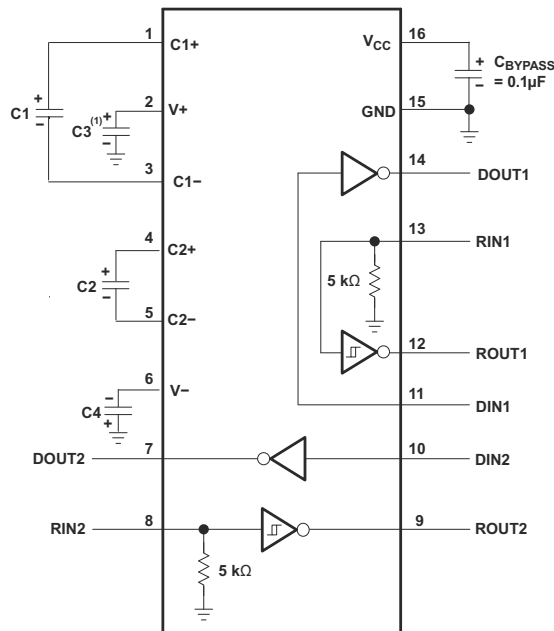 1
C1+
VCC
16
+
CBYPASS
–
= 0.1µF
+
C1
–
2
V+
+
C3(1)
–
GND
15
3
C1–
14
DOUT1
4
C2+
+
C2
–
5
C2–
13
RIN1
5 kΩ
12
ROUT1
6
V–
–
C4
+
11
DIN1
DOUT2
7
10
DIN2
RIN2
8
9
ROUT2
5 kΩ